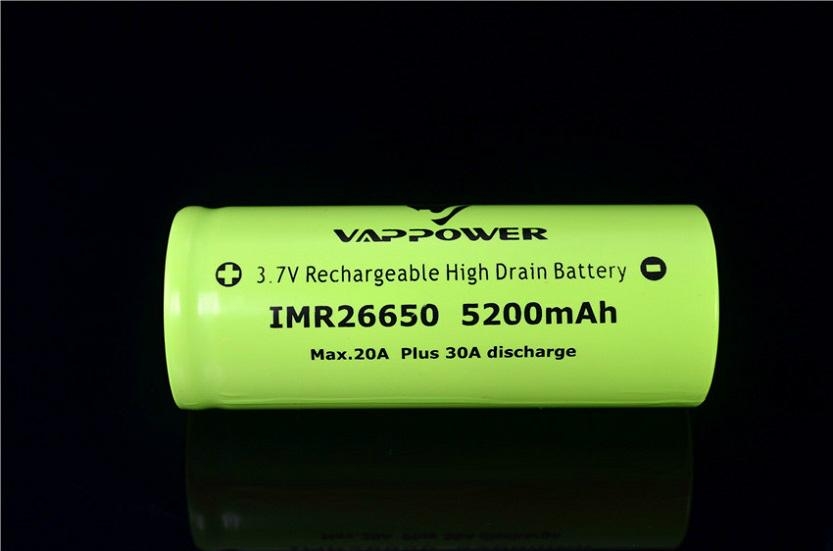 VAPPOWER
+ 3.7V Rechargeable High Drain Battery -
IMR26650 5200mAh
Max.20A Plus 30A discharge